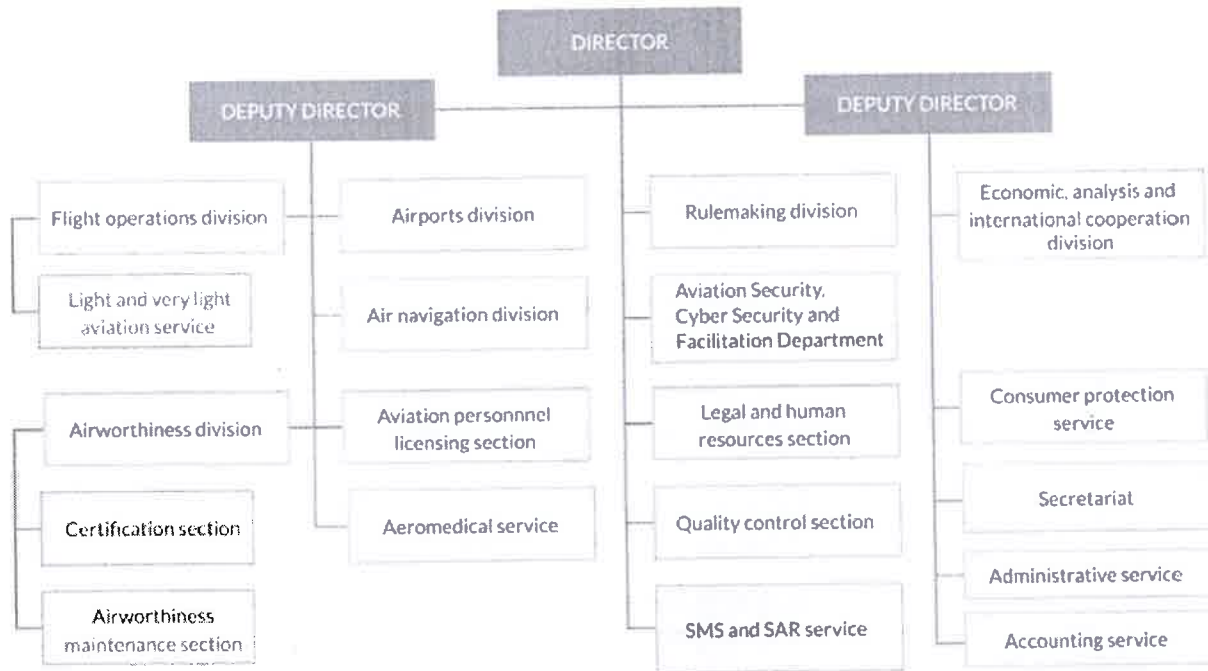 DIRECTOR
DEPUTY DIRECTOR
DEPUTY DIRECTOR
Flight operations division
Airports division
Rulemaking division
Economic, analysis and
international cooperation
division
Light and very light
aviation service
Air navigation division
Aviation Security,
Cyber Security and
Facilitation Department
Airworthiness division
Aviation personnnel
licensing section
Legal and human
resources section
Consumer protection
service
Certification section
Aeromedical service
Quality control section
Secretariat
Airworthiness
maintenance section
SMS and SAR service
Administrative service
Accounting service